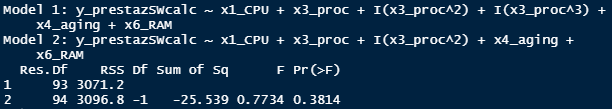 Model 1: y_prestazSWcalc ~ x1_CPU + x3_proc + I(x3_proc^2) + I(x3_proc^3) +
x4_aging + x6_RAM
Model 2: y_prestazSWcalc ~ x1_CPU + x3_proc + I(x3_proc^2) + x4_aging +
x6_RAM
Res.Df RSS Df Sum of Sq F Pr(>F)
1 93 3071.2
2 94 3096.8 -1 -25.539 0.7734 0.3814